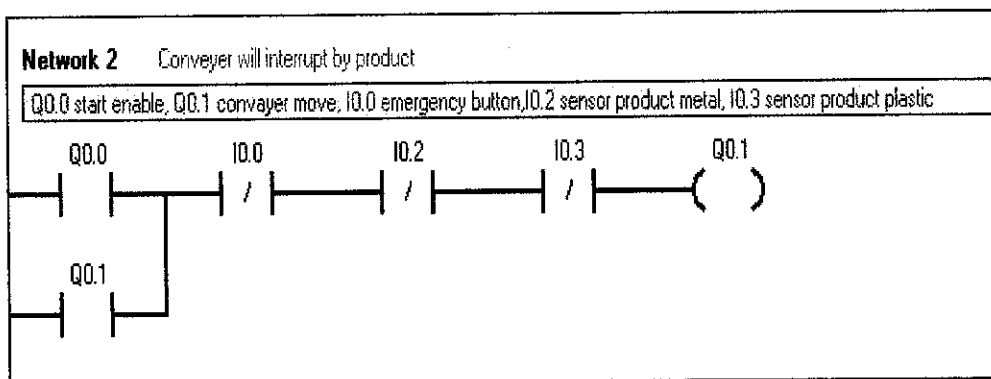 Network 2 Conveyer will interrupt by product
Q0.0 start enable, Q0.1 convayer move, I0.0 emergency button,I0.2 sensor product metal, I0.3 sensor product plastic
Q0.0 I0.0 I0.2 I0.3 Q0.1
/ / /
Q0.1